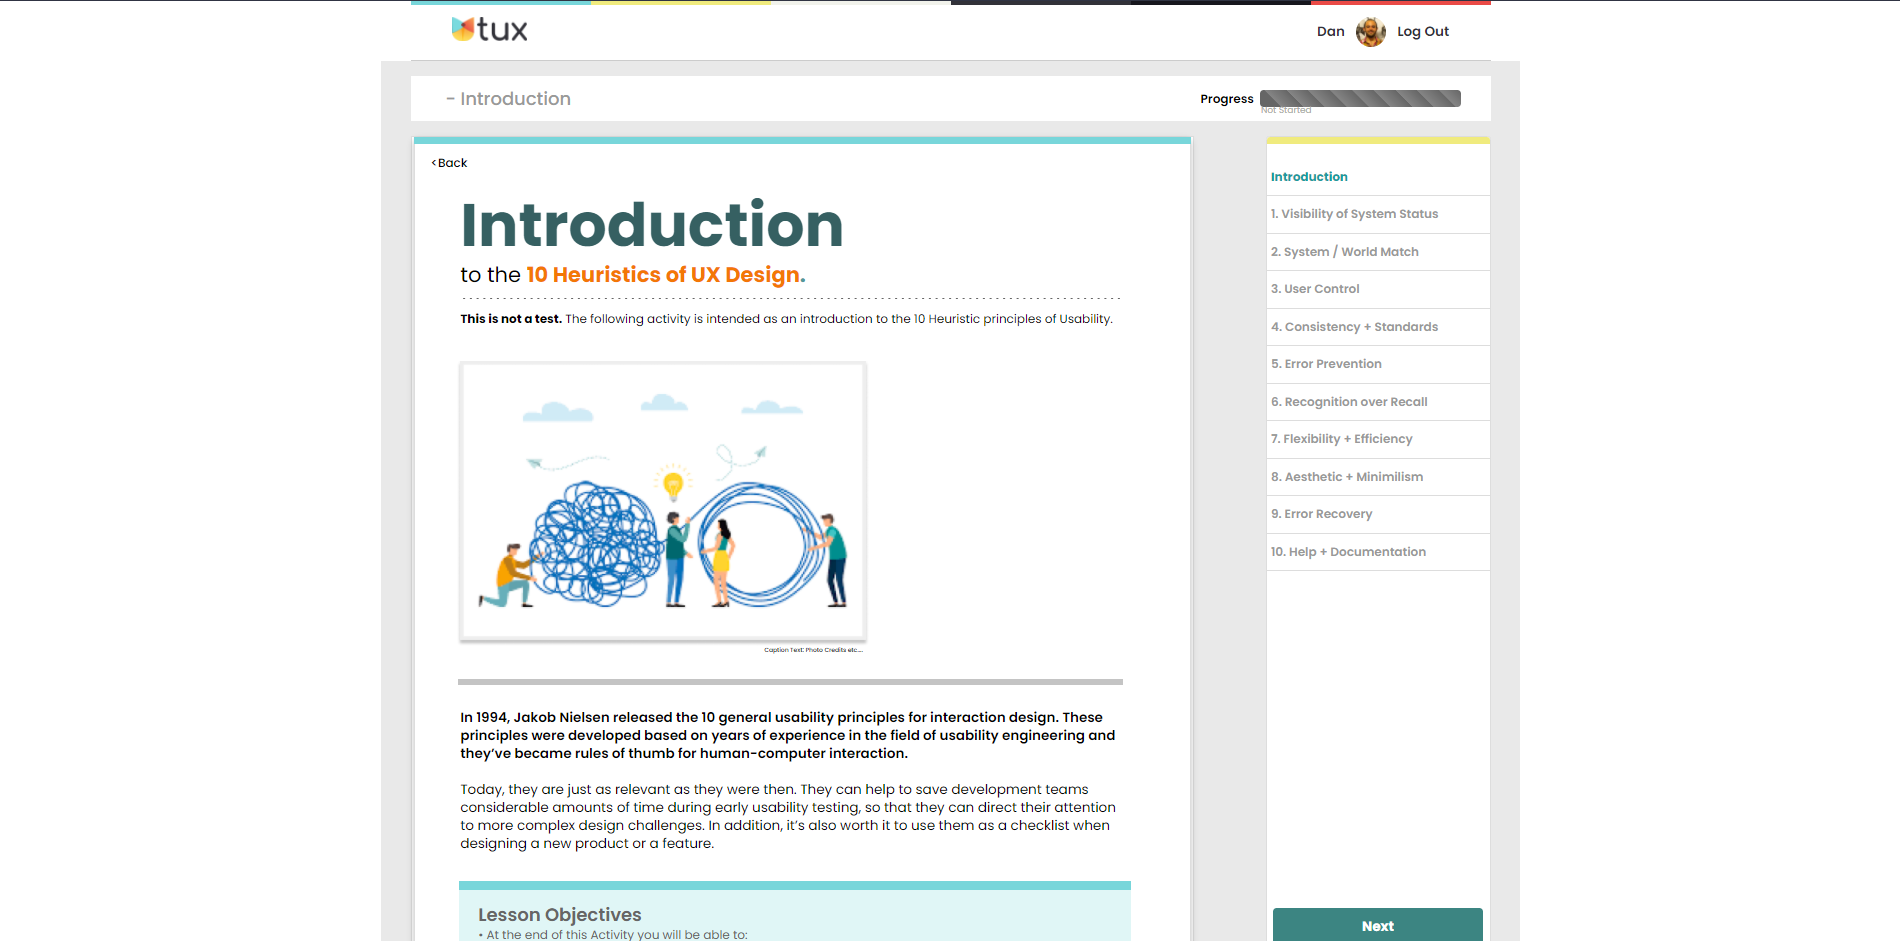 tux
Dan
Log Out
- Introduction
Progress
Not Started
<Back
Introduction
to the 10 Heuristics of UX Design.
This is not a test. The following activity is intended as an introduction to the 10 Heuristic principles of Usability.
Caption Text: Photo Credits etc...
In 1994, Jakob Nielsen released the 10 general usability principles for interaction design. These
principles were developed based on years of experience in the field of usability engineering and
they've became rules of thumb for human-computer interaction.
Today, they are just as relevant as they were then. They can help to save development teams
considerable amounts of time during early usability testing, so that they can direct their attention
to more complex design challenges. In addition, it's also worth it to use them as a checklist when
designing a new product or a feature.
Lesson Objectives
• At the end of this Activity you will be able to:
Introduction
1. Visibility of System Status
2. System / World Match
3. User Control
4. Consistency + Standards
5. Error Prevention
6. Recognition over Recall
7. Flexibility + Efficiency
8. Aesthetic + Minimilism
9. Error Recovery
10. Help + Documentation
Next